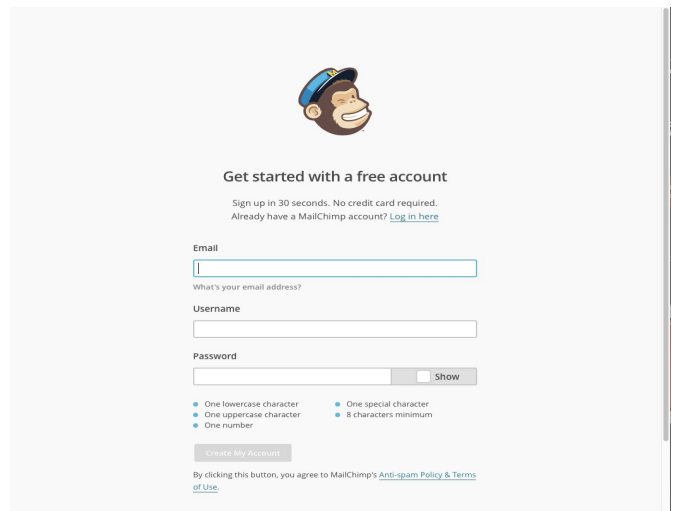 M
Get started with a free account
Sign up in 30 seconds. No credit card required.
Already have a MailChimp account? Log in here
Email
What's your email address?
Username
Password
Show
One lowercase character
One uppercase character
One number
One special character
8 characters minimum
Create My Account
By clicking this button, you agree to MailChimp's Anti-spam Policy & Terms
of Use.